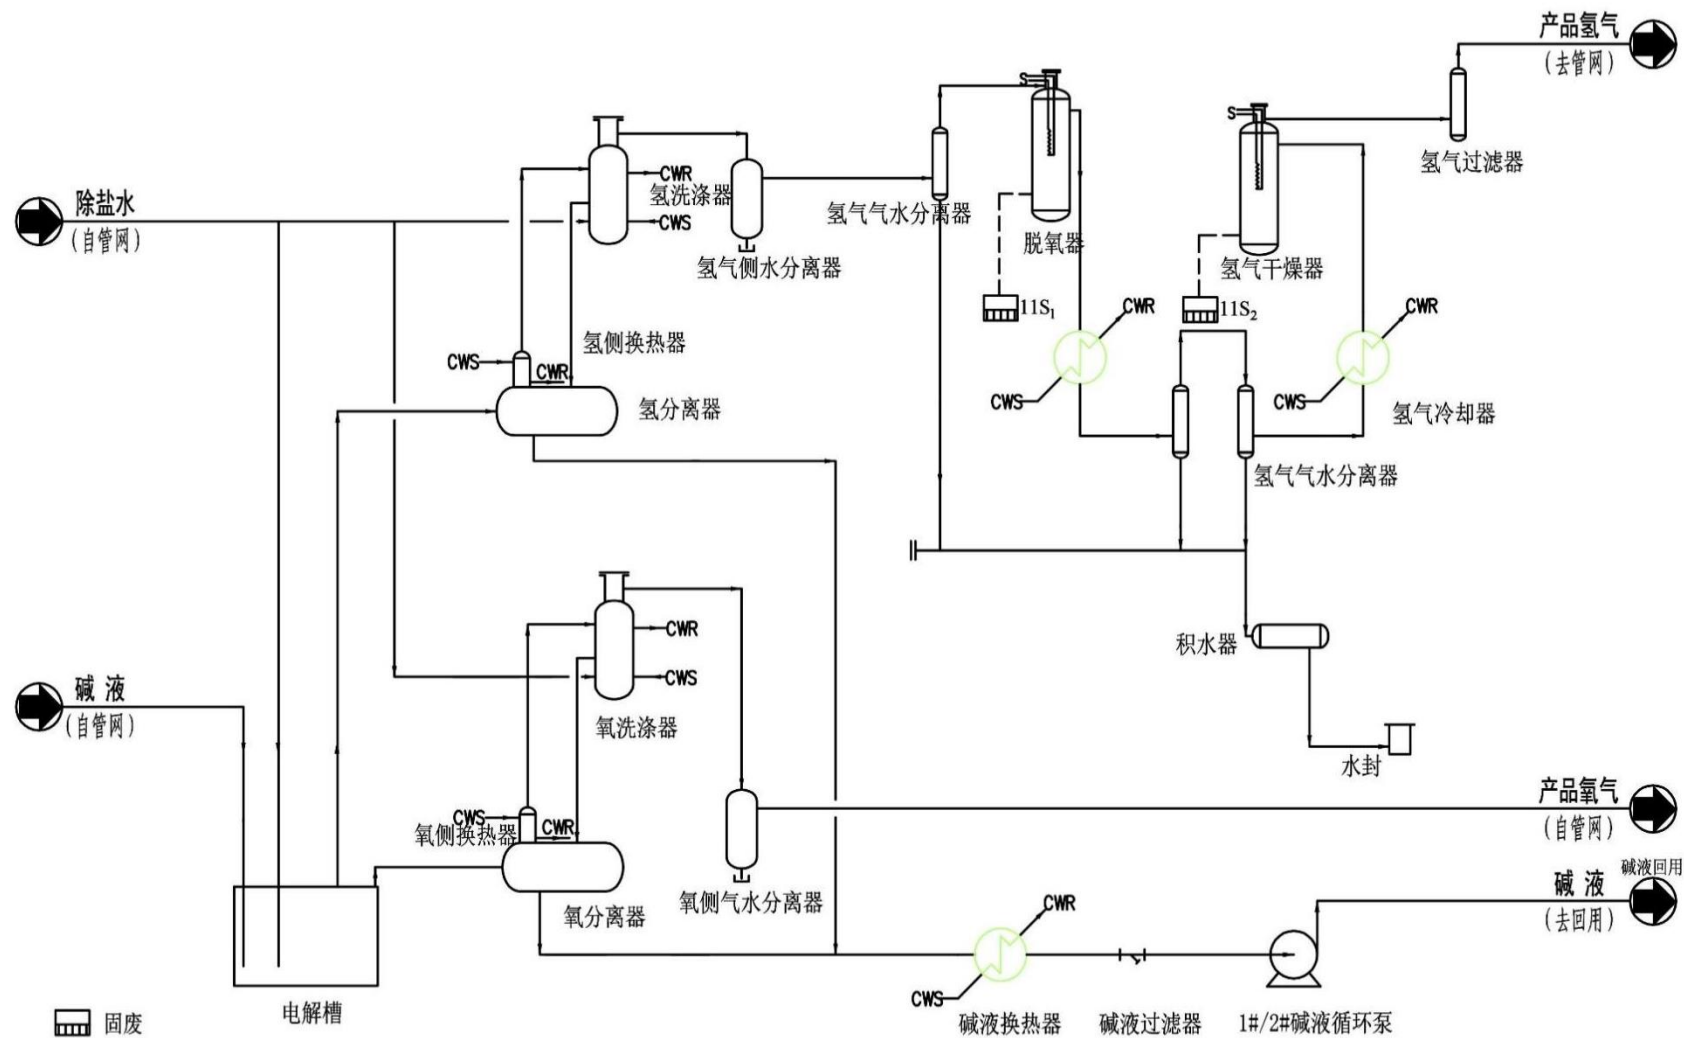 产品氢气
(去管网)
S
S
氢气过滤器
除盐水
(自管网)
CWR
氢洗涤器
CWS
氢气侧水分离器
氢气气水分离器
脱氧器
氢气干燥器
11S₁
11S₂
CWR
CWR
氢侧换热器
CWS
CWR
氢分离器
CWS
CWS
氢气冷却器
氢气气水分离器
CWR
CWS
积水器
碱液
(自管网)
氧洗涤器
水封
产品氧气
(自管网)
CWS
氧侧换热器
CWR
氧分离器
氧侧气水分离器
碱液回用
碱液
(去回用)
CWR
CWS
电解槽
碱液换热器
碱液过滤器
1#/2#碱液循环泵
固废